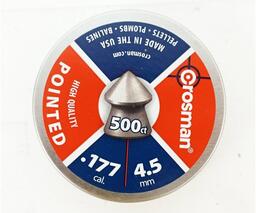 PELLETS • PLOMBS • BALINES
MADE IN THE USA
crosman.com
Crosman
HIGH QUALITY
POINTED
500ct
.177
cal.
4.5
mm